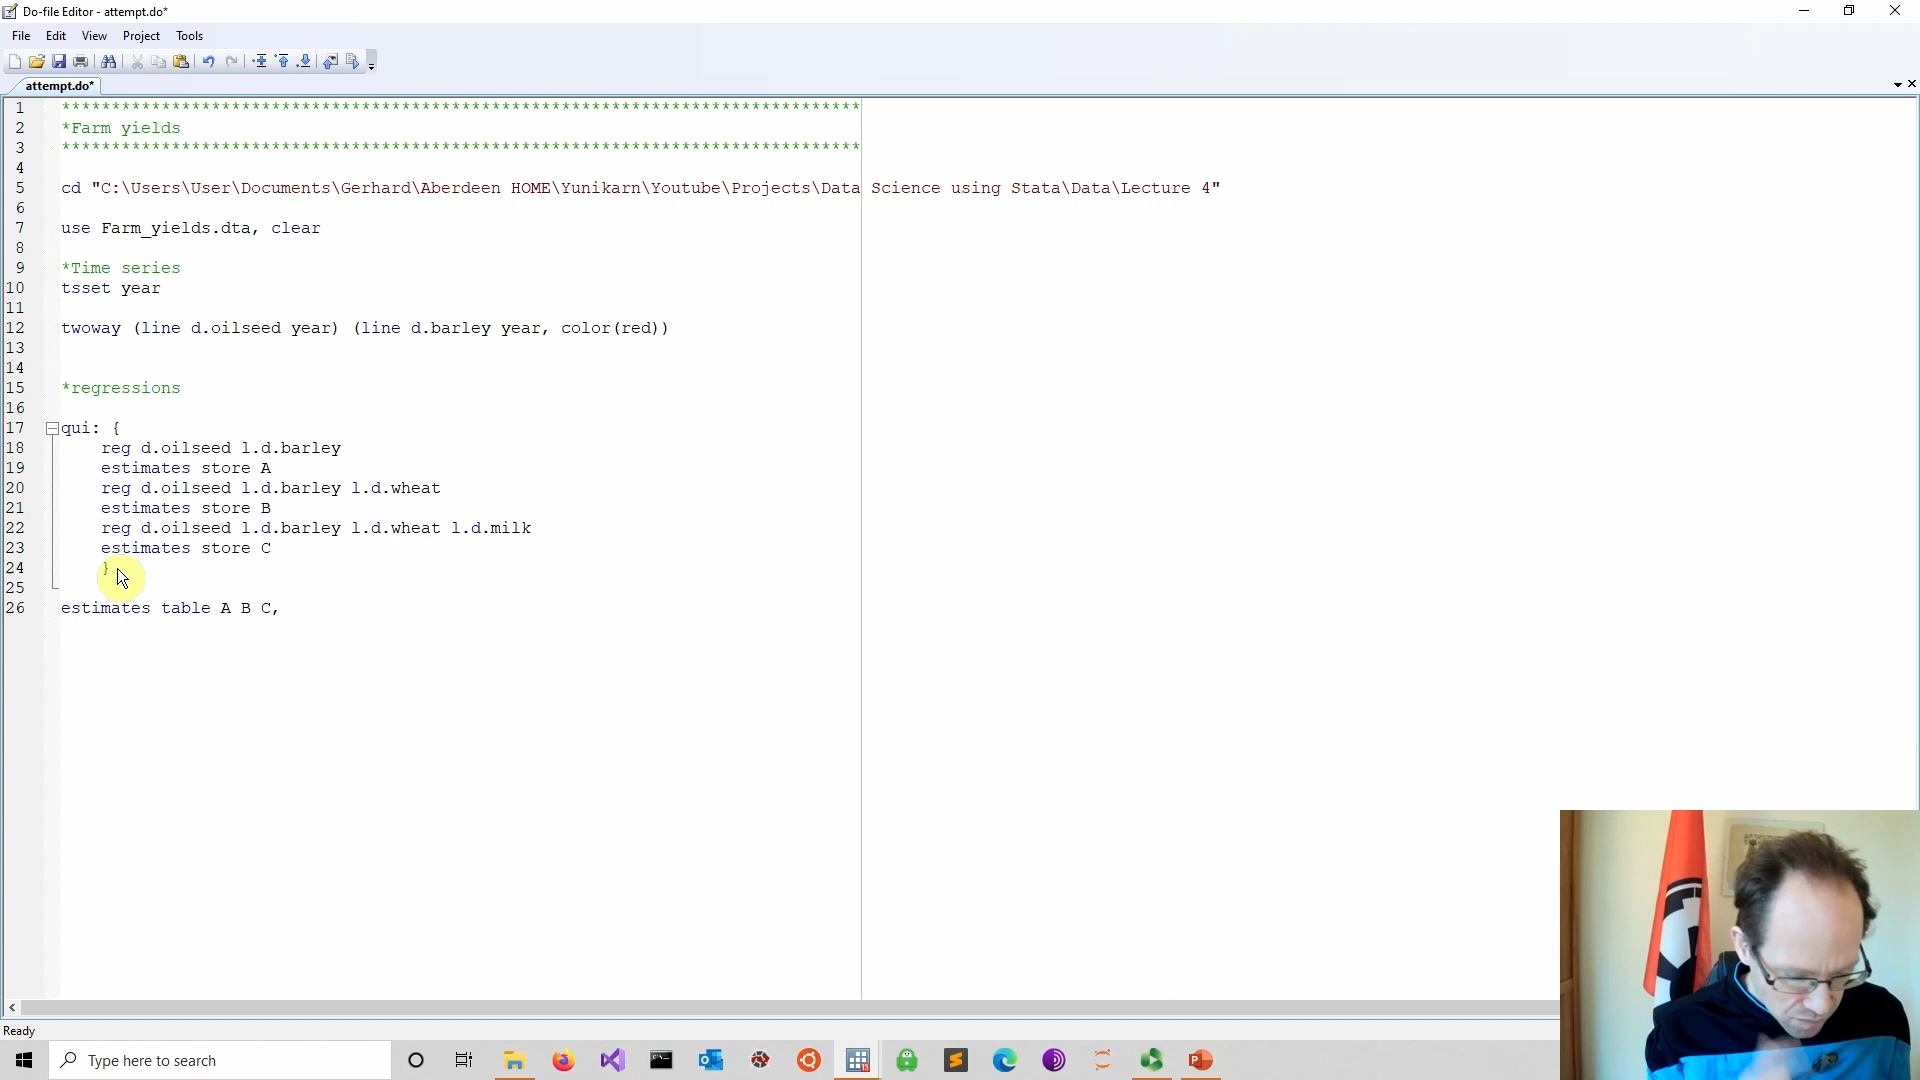 Do-file Editor - attempt.do*
File Edit View Project Tools
attempt.do*
1 ********************************************************************************
2 *Farm yields
3 ********************************************************************************
4
5 cd "C:\Users\User\Documents\Gerhard\Aberdeen HOME\Yunikarn\Youtube\Projects\Data Science using Stata\Data\Lecture 4"
6
7 use Farm_yields.dta, clear
8
9 *Time series
10 tsset year
11
12 twoway (line d.oilseed year) (line d.barley year, color(red))
13
14
15 *regressions
16
17 qui: {
18 reg d.oilseed l.d.barley
19 estimates store A
20 reg d.oilseed l.d.barley l.d.wheat
21 estimates store B
22 reg d.oilseed l.d.barley l.d.wheat l.d.milk
23 estimates store C
24 }
25
26 estimates table A B C,
Ready
Type here to search